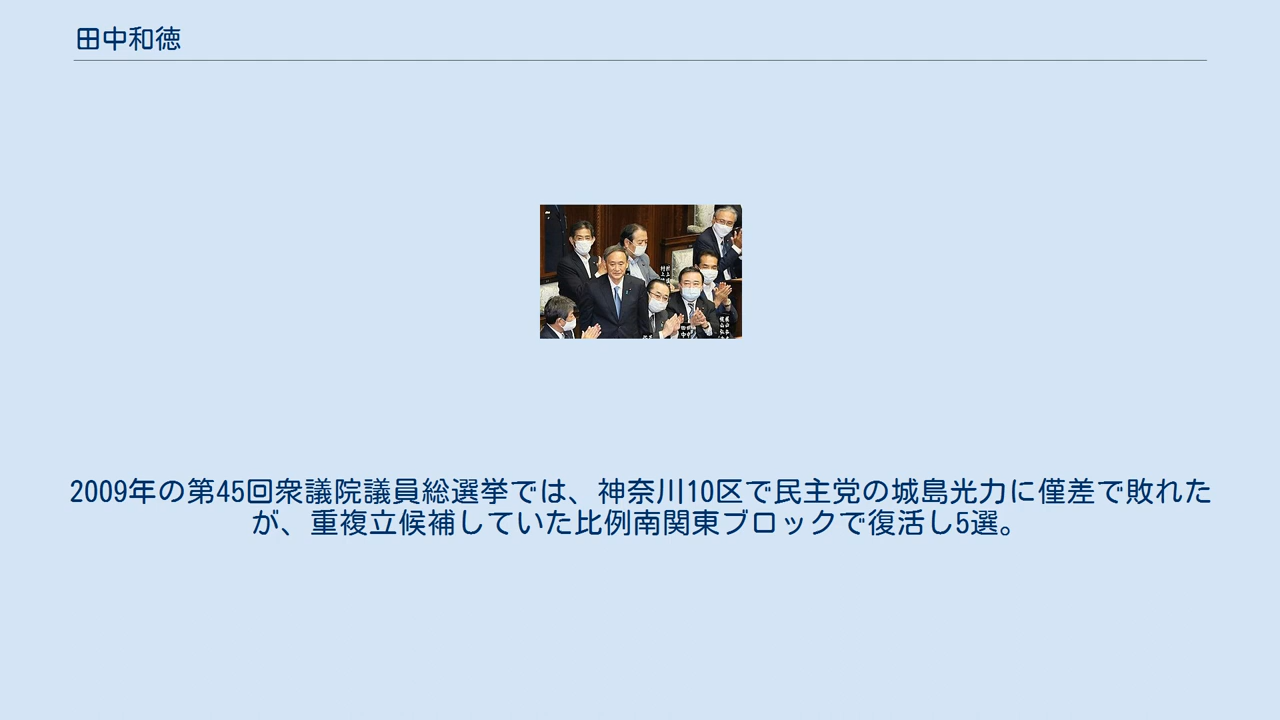 田中和徳
2009年の第45回衆議院議員総選挙では、神奈川10区で民主党の城島光力に僅差で敗れた
が、重複立候補していた比例南関東ブロックで復活し5選。